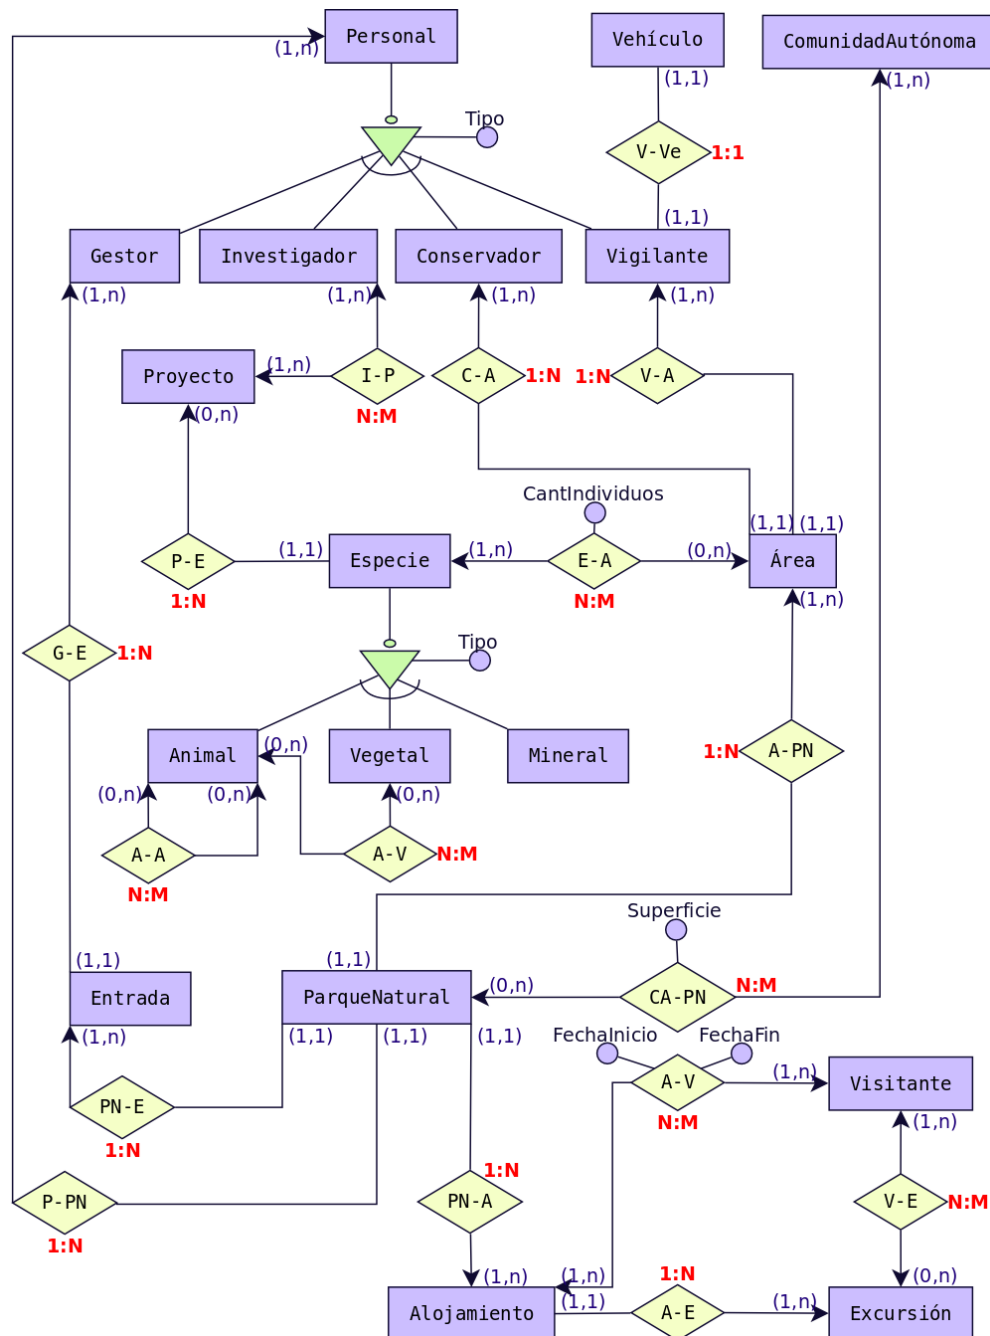 Personal
Vehículo
ComunidadAutónoma
(1,n)
(1,1)
(1,n)
Tipo
V-Ve
1:1
(1,1)
Gestor
Investigador
Conservador
Vigilante
(1,n)
(1,n)
(1,n)
(1,n)
Proyecto
(1,n)
I-P
C-A
1:N
1:N
V-A
(0,n)
N:M
CantIndividuos
(1,1)
(1,1)
P-E
(1,1)
Especie
(1,n)
E-A
(0,n)
Área
1:N
N:M
(1,n)
G-E
1:N
Tipo
Animal
(0,n)
Vegetal
Mineral
1:N
A-PN
(0,n)
(0,n)
(0,n)
A-A
A-V
N:M
N:M
Superficie
(1,1)
(1,1)
Entrada
ParqueNatural
(0,n)
CA-PN
N:M
(1,n)
(1,1)
(1,1)
(1,1)
FechaInicio
FechaFin
A-V
(1,n)
Visitante
PN-E
N:M
(1,n)
1:N
1:N
P-PN
PN-A
V-E
N:M
1:N
1:N
(1,n)
(1,n)
(0,n)
Alojamiento
(1,1)
A-E
(1,n)
Excursión